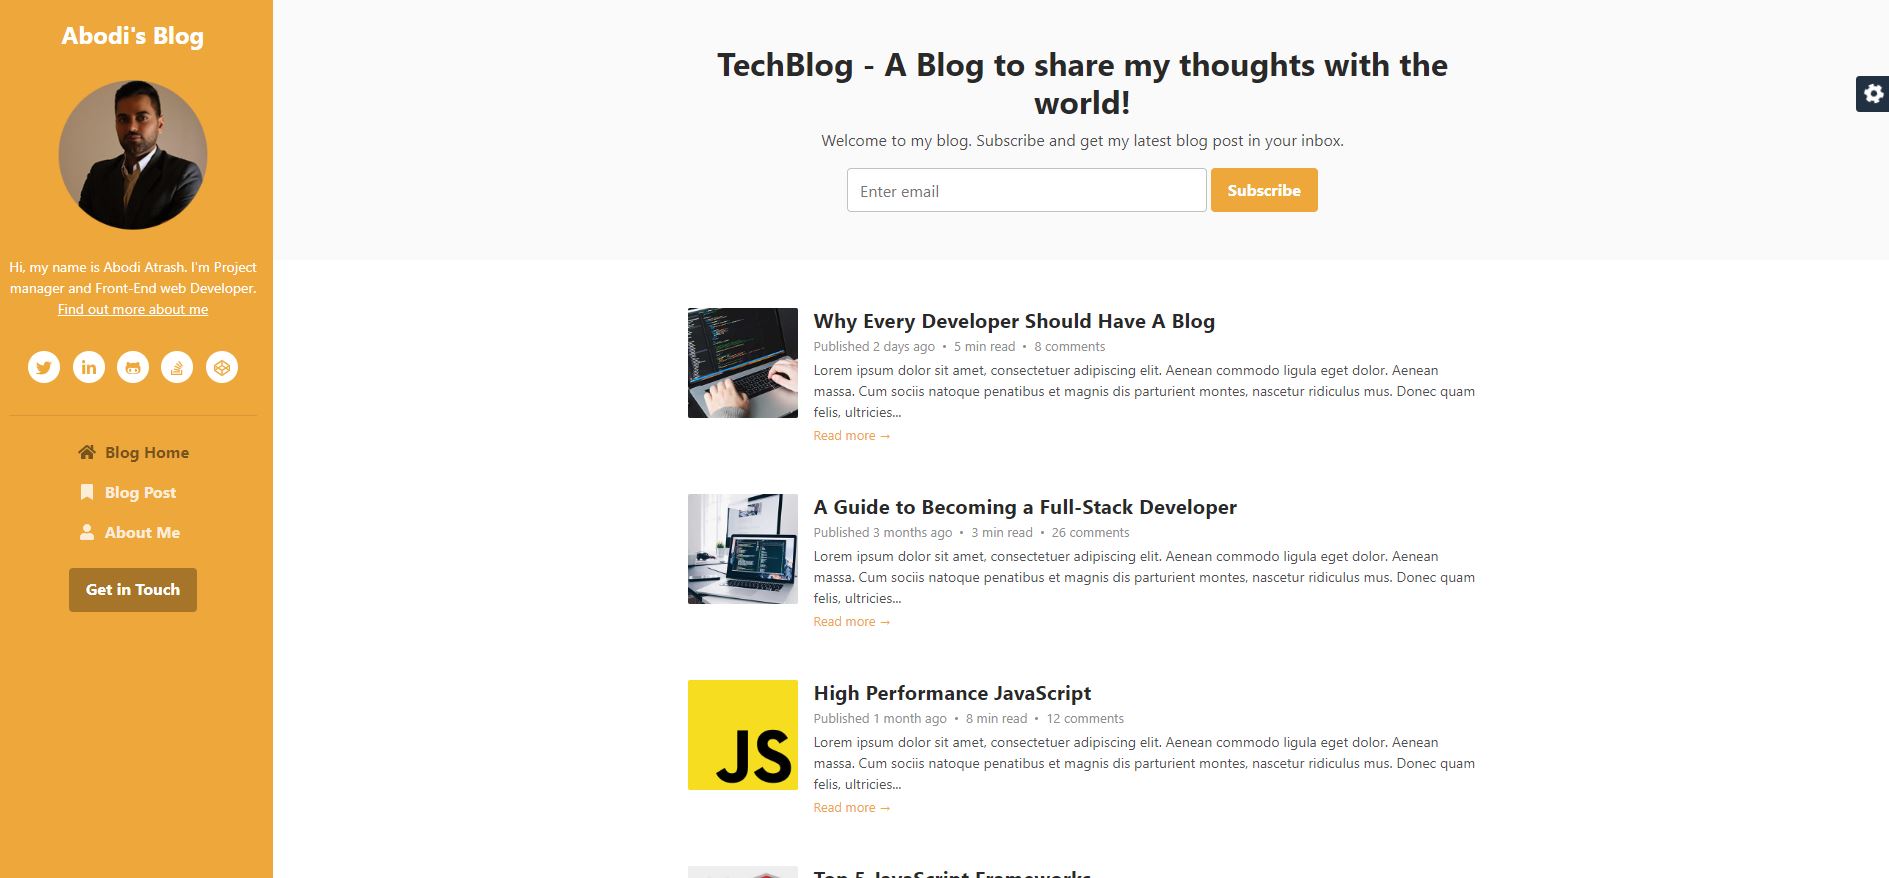 Abodi's Blog
Hi, my name is Abodi Atrash. I'm Project
manager and Front-End web Developer.
Find out more about me
Blog Home
Blog Post
About Me
Get in Touch
TechBlog - A Blog to share my thoughts with the
world!
Welcome to my blog. Subscribe and get my latest blog post in your inbox.
Enter email
Subscribe
Why Every Developer Should Have A Blog
Published 2 days ago • 5 min read • 8 comments
Lorem ipsum dolor sit amet, consectetuer adipiscing elit. Aenean commodo ligula eget dolor. Aenean
massa. Cum sociis natoque penatibus et magnis dis parturient montes, nascetur ridiculus mus. Donec quam
felis, ultricies...
Read more →
A Guide to Becoming a Full-Stack Developer
Published 3 months ago • 3 min read • 26 comments
Lorem ipsum dolor sit amet, consectetuer adipiscing elit. Aenean commodo ligula eget dolor. Aenean
massa. Cum sociis natoque penatibus et magnis dis parturient montes, nascetur ridiculus mus. Donec quam
felis, ultricies...
Read more →
JS
High Performance JavaScript
Published 1 month ago • 8 min read • 12 comments
Lorem ipsum dolor sit amet, consectetuer adipiscing elit. Aenean commodo ligula eget dolor. Aenean
massa. Cum sociis natoque penatibus et magnis dis parturient montes, nascetur ridiculus mus. Donec quam
felis, ultricies...
Read more →
Top 5 JavaScript Frameworks